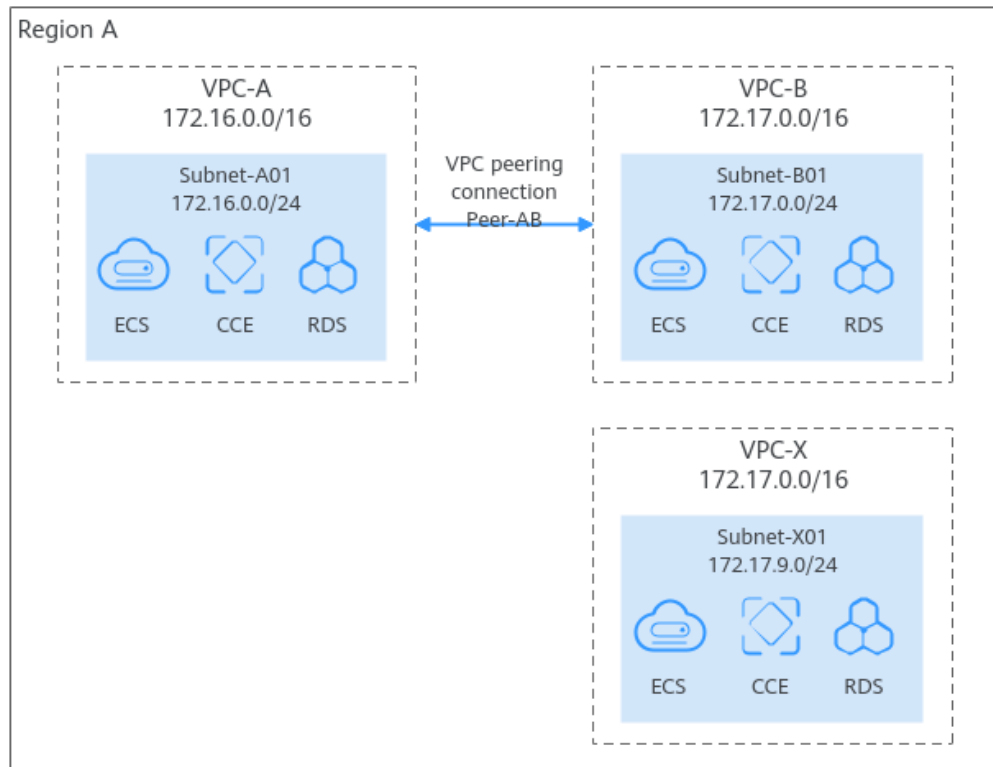 Region A
VPC-A
172.16.0.0/16
Subnet-A01
172.16.0.0/24
ECS
CCE
RDS
VPC peering
connection
Peer-AB
VPC-B
172.17.0.0/16
Subnet-B01
172.17.0.0/24
ECS
CCE
RDS
VPC-X
172.17.0.0/16
Subnet-X01
172.17.9.0/24
ECS
CCE
RDS